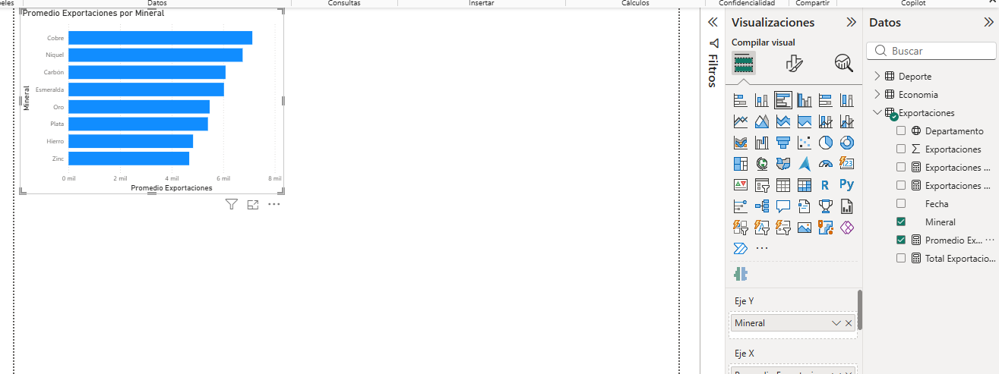 Datos
Consultas
Insertar
Cálculos
Confidencialidad
Compartir
Copilot
Promedio Exportaciones por Mineral
Mineral
Cobre
Niquel
Carbón
Esmeralda
Oro
Plata
Hierro
Zinc
0 mil 2 mil 4 mil 6 mil 8 mil
Promedio Exportaciones
Filtros
Visualizaciones
Compilar visual
123
R
Py
Eje Y
Mineral
Eje X
Datos
Buscar
Deporte
Economia
Exportaciones
Departamento
Exportaciones
Exportaciones ...
Exportaciones ...
Fecha
Mineral
Promedio Ex...
Total Exportacio...